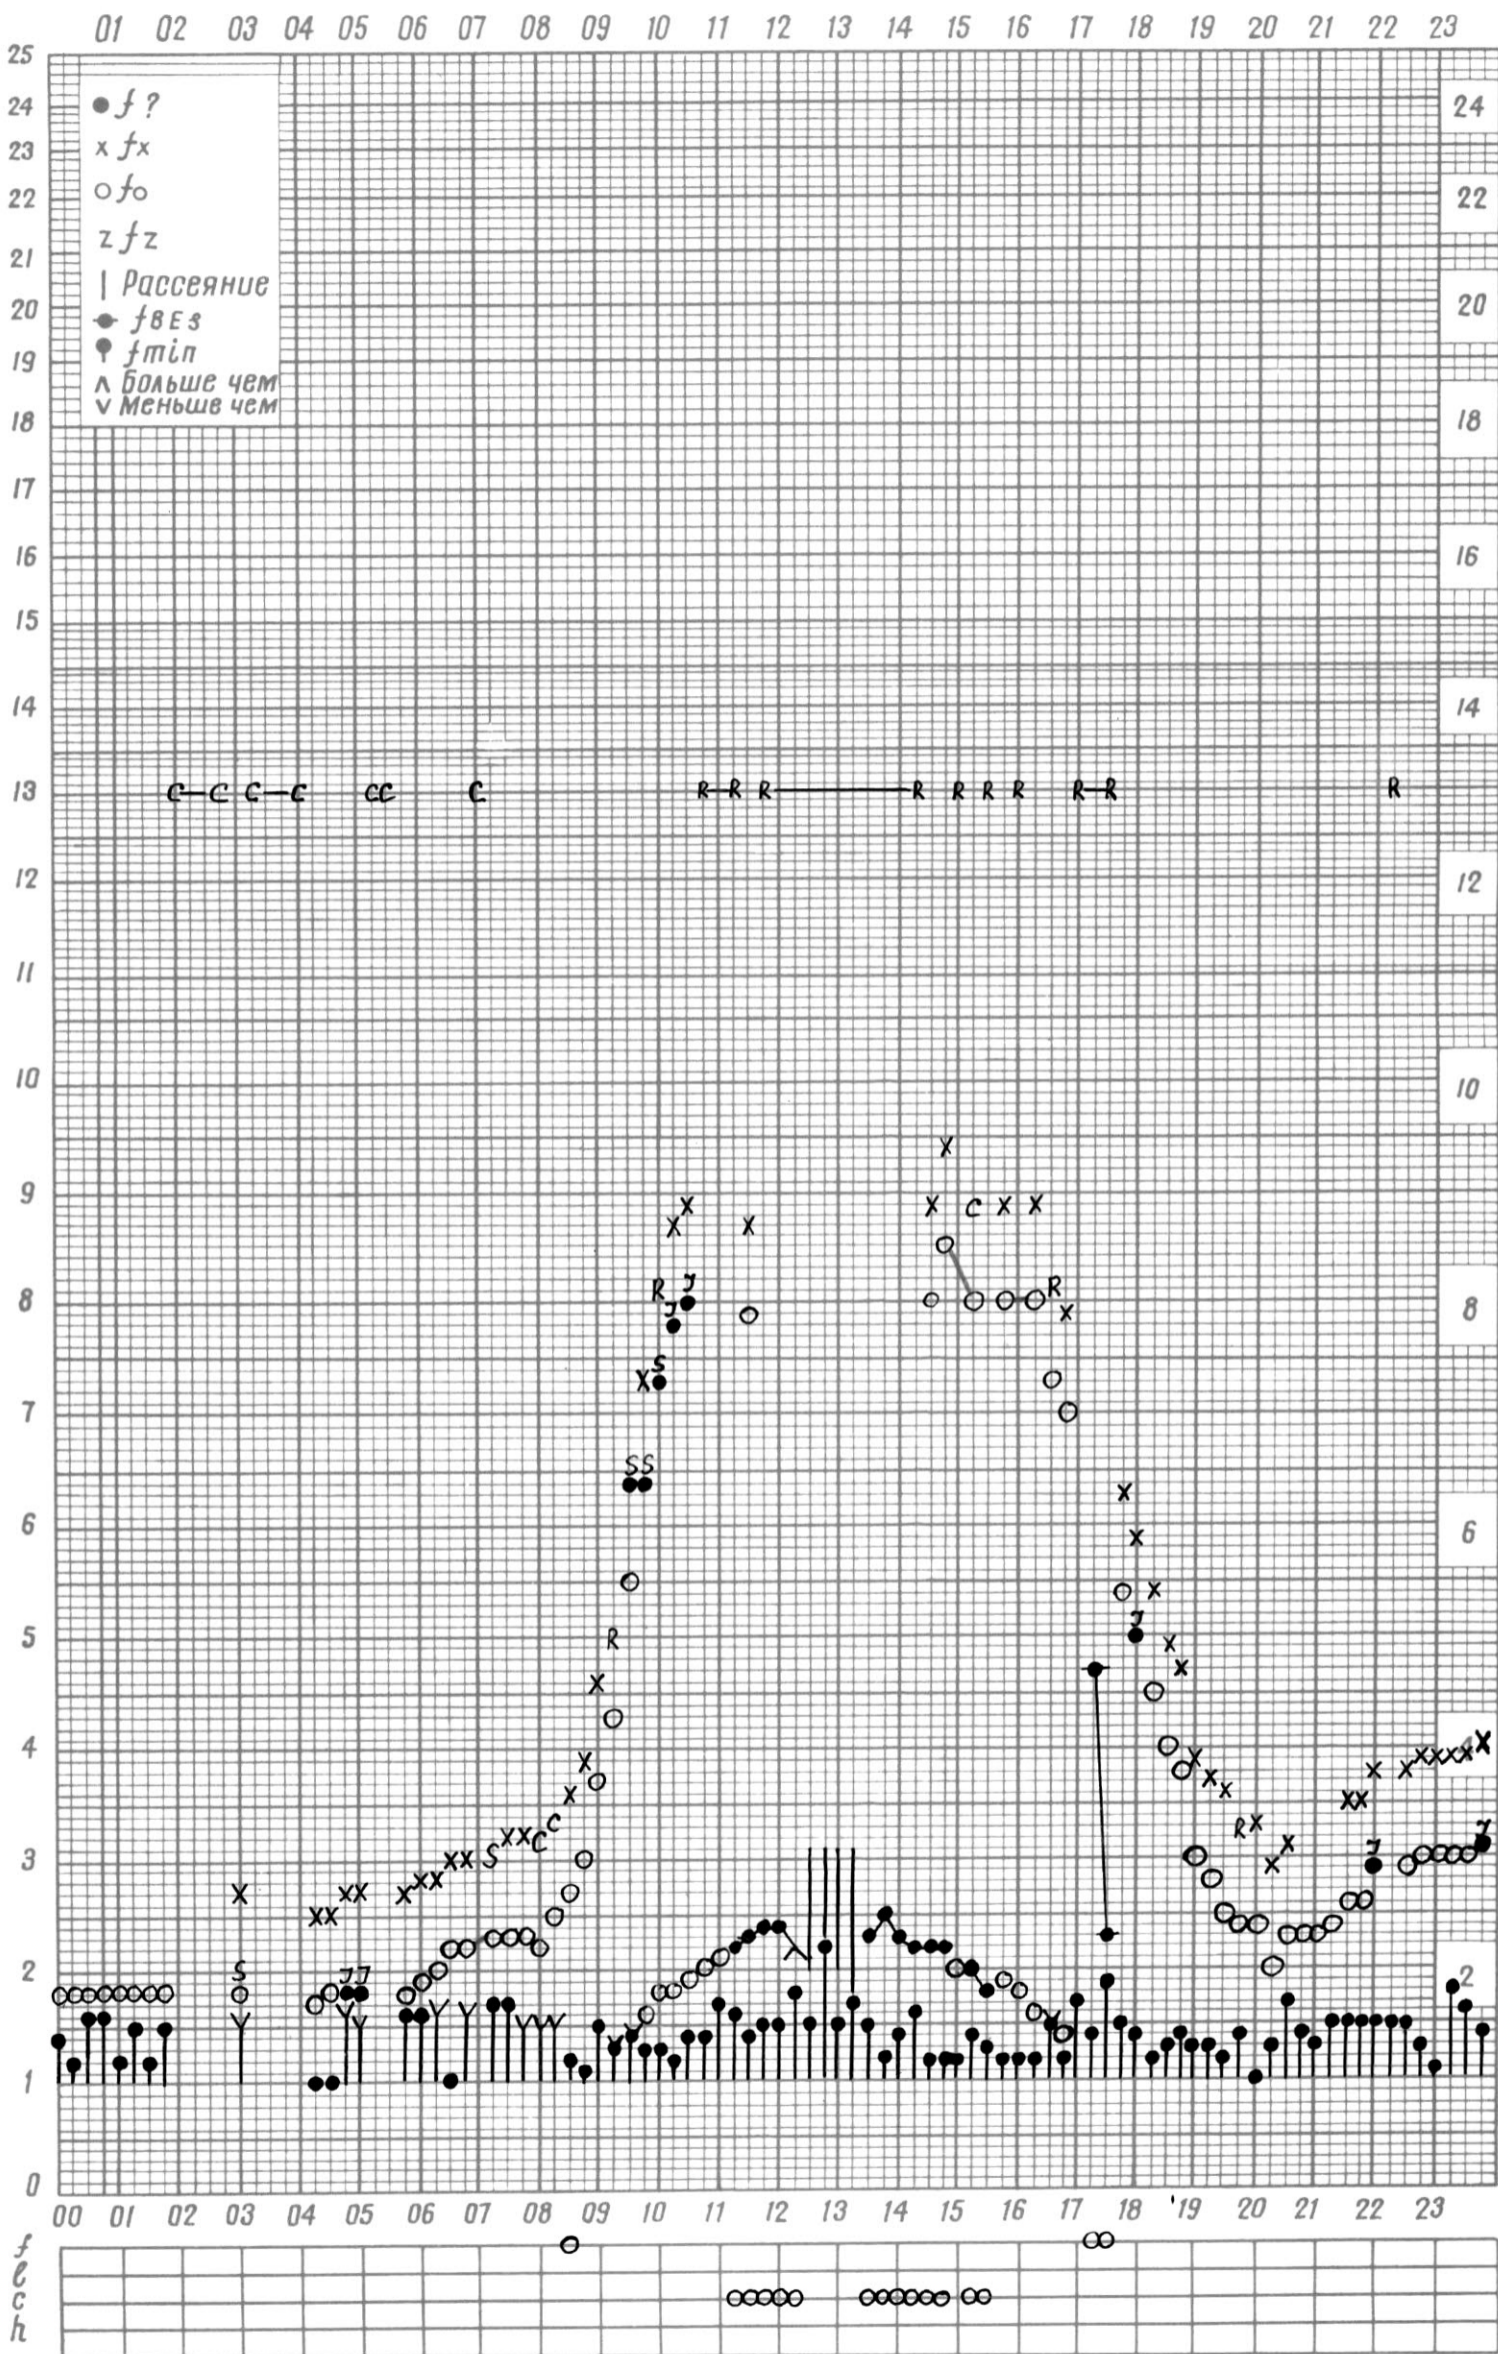 01 02 03 04 05 06 07 08 09 10 11 12 13 14 15 16 17 18 19 20 21 22 23
25
24 24
23
22 22
21
20 20
19
18 18
17
16 16
15
14 14
13
12 12
11
10 10
9
8 8
7
6 6
5
4
3
2 2
1
0
● f ?
x fx
○ fo
z fz
| Рассеяние
fвEs
fmin
∧ Больше чем
∨ Меньше чем
C—C C—C CC C R—R R—R R R R R—R R
C
R R
J J
S
SS
R
J
C
C
S
R
J J
S J J
00 01 02 03 04 05 06 07 08 09 10 11 12 13 14 15 16 17 18 19 20 21 22 23
f
l
c
h